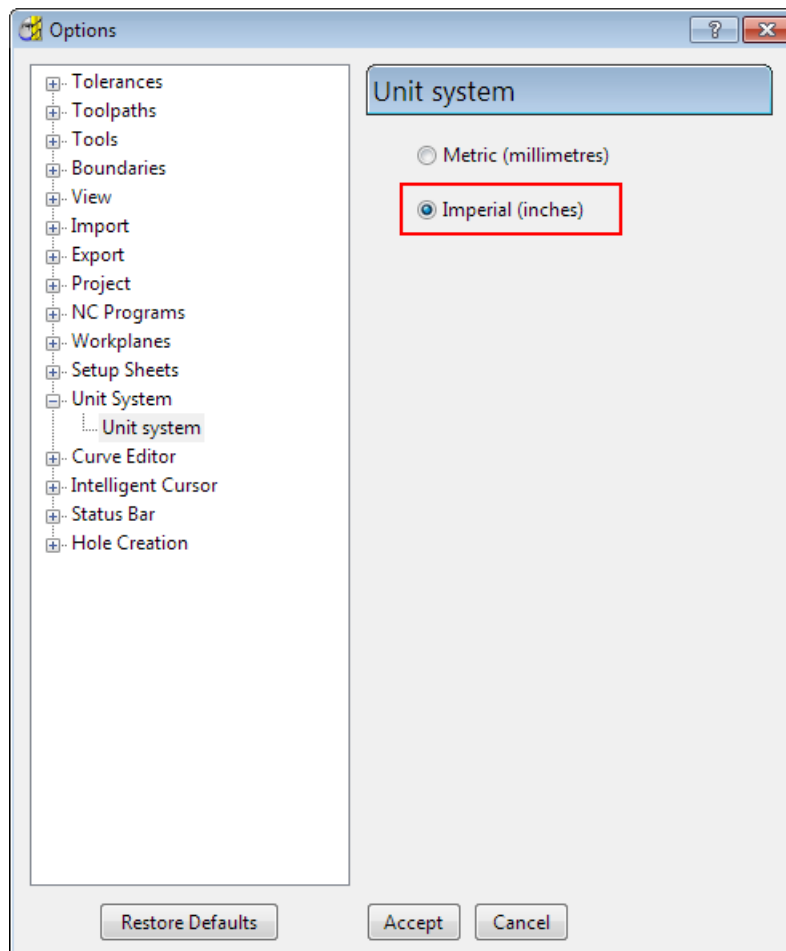 Options
Tolerances
Toolpaths
Tools
Boundaries
View
Import
Export
Project
NC Programs
Workplanes
Setup Sheets
Unit System
Unit system
Curve Editor
Intelligent Cursor
Status Bar
Hole Creation
Unit system
Metric (millimetres)
Imperial (inches)
Restore Defaults
Accept
Cancel